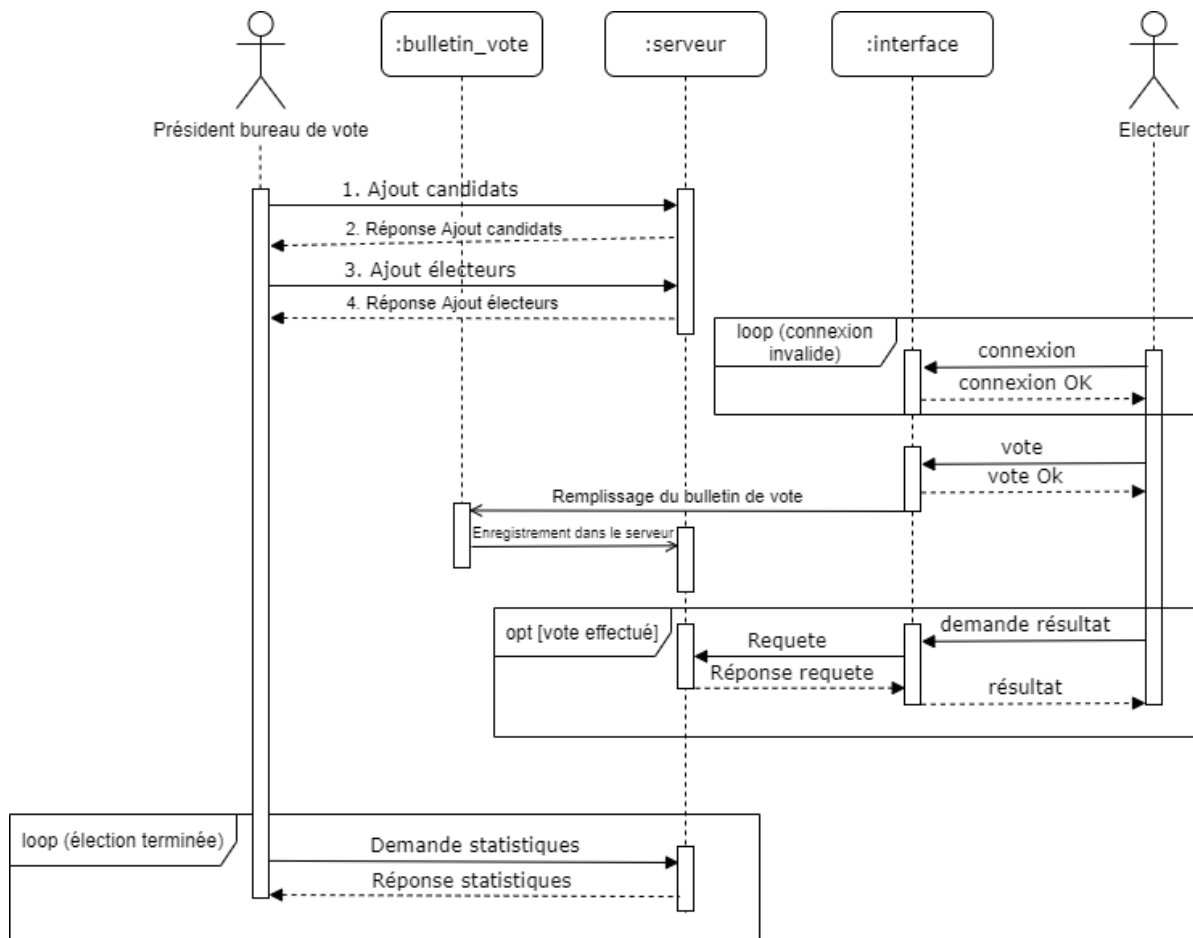 :bulletin_vote
:serveur
:interface
Président bureau de vote
Electeur
1. Ajout candidats
2. Réponse Ajout candidats
3. Ajout électeurs
4. Réponse Ajout électeurs
loop (connexion
invalide)
connexion
connexion OK
vote
vote Ok
Remplissage du bulletin de vote
Enregistrement dans le serveur
opt [vote effectué]
demande résultat
Requete
Réponse requete
résultat
loop (élection terminée)
Demande statistiques
Réponse statistiques